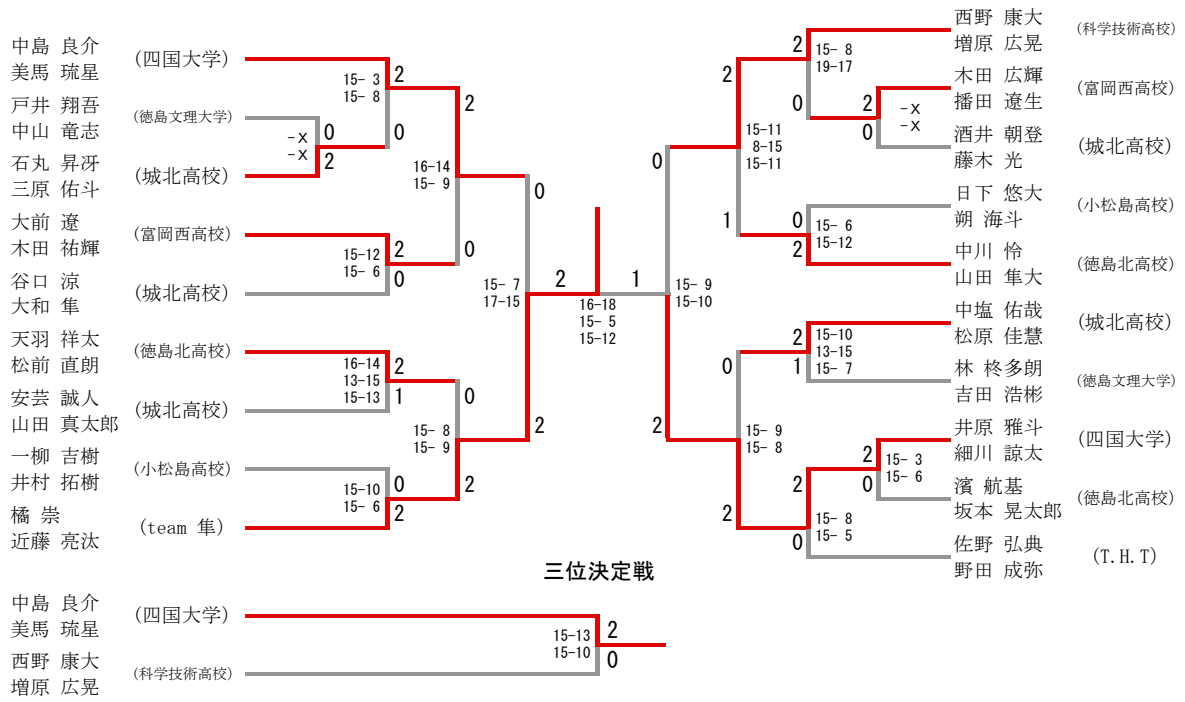 中島 良介
美馬 琉星
(四国大学)
戸井 翔吾
中山 竜志
(徳島文理大学)
石丸 昇冴
三原 佑斗
(城北高校)
大前 遼
木田 祐輝
(富岡西高校)
谷口 涼
大和 隼
(城北高校)
天羽 祥太
松前 直朗
(徳島北高校)
安芸 誠人
山田 真太郎
(城北高校)
一柳 吉樹
井村 拓樹
(小松島高校)
橘 崇
近藤 亮汰
(team 隼)
-X
-X
0
2
15- 3
15- 8
2
0
15-12
15- 6
2
0
16-14
13-15
15-13
2
1
15-10
15- 6
0
2
16-14
15- 9
2
0
15- 8
15- 9
0
2
15- 7
17-15
0
2
2
1
16-18
15- 5
15-12
15- 9
15-10
0
2
15-11
8-15
15-11
2
1
15- 9
15- 8
0
2
15- 8
19-17
2
0
-X
-X
2
0
15- 6
15-12
0
2
15-10
13-15
15- 7
2
1
15- 3
15- 6
2
0
15- 8
15- 5
2
0
西野 康大
増原 広晃
(科学技術高校)
木田 広輝
播田 遼生
(富岡西高校)
酒井 朝登
藤木 光
(城北高校)
日下 悠大
朔 海斗
(小松島高校)
中川 怜
山田 隼大
(徳島北高校)
中塩 佑哉
松原 佳慧
(城北高校)
林 柊多朗
吉田 浩彬
(徳島文理大学)
井原 雅斗
細川 諒太
(四国大学)
濱 航基
坂本 晃太郎
(徳島北高校)
佐野 弘典
野田 成弥
(T.H.T)
三位決定戦
中島 良介
美馬 琉星
(四国大学)
西野 康大
増原 広晃
(科学技術高校)
15-13
15-10
2
0